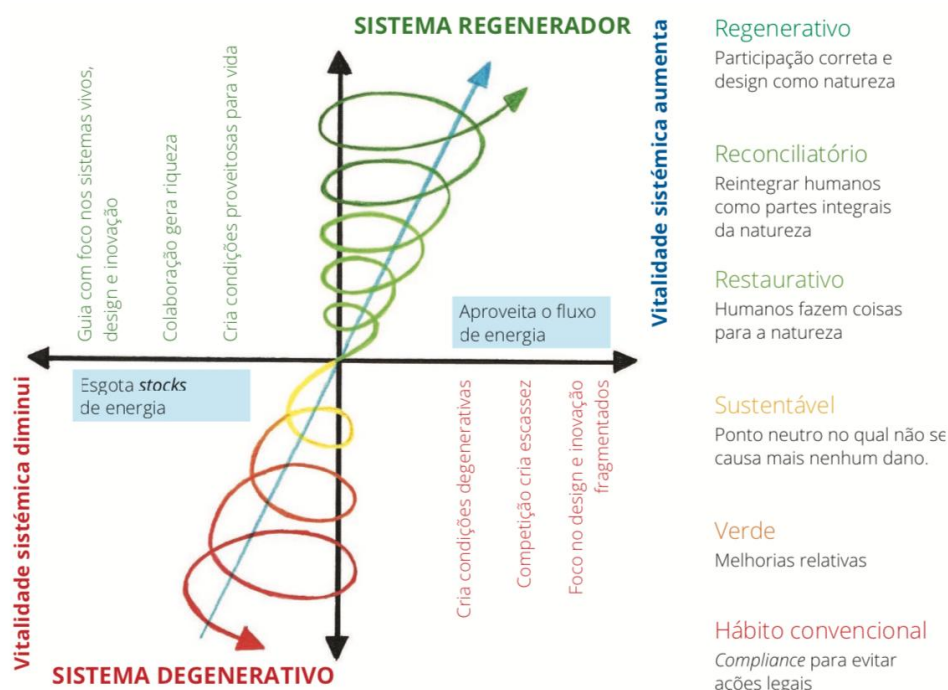 SISTEMA REGENERADOR
Guia com foco nos sistemas vivos,
design e inovação
Colaboração gera riqueza
Cria condições proveitosas para vida
Vitalidade sistémica aumenta
Aproveita o fluxo
de energia
Esgota stocks
de energia
Vitalidade sistémica diminui
Cria condições degenerativas
Competição cria escassez
Foco no design e inovação
fragmentados
SISTEMA DEGENERATIVO
Regenerativo
Participação correta e
design como natureza
Reconciliatório
Reintegrar humanos
como partes integrais
da natureza
Restaurativo
Humanos fazem coisas
para a natureza
Sustentável
Ponto neutro no qual não se
causa mais nenhum dano.
Verde
Melhorias relativas
Hábito convencional
Compliance para evitar
ações legais